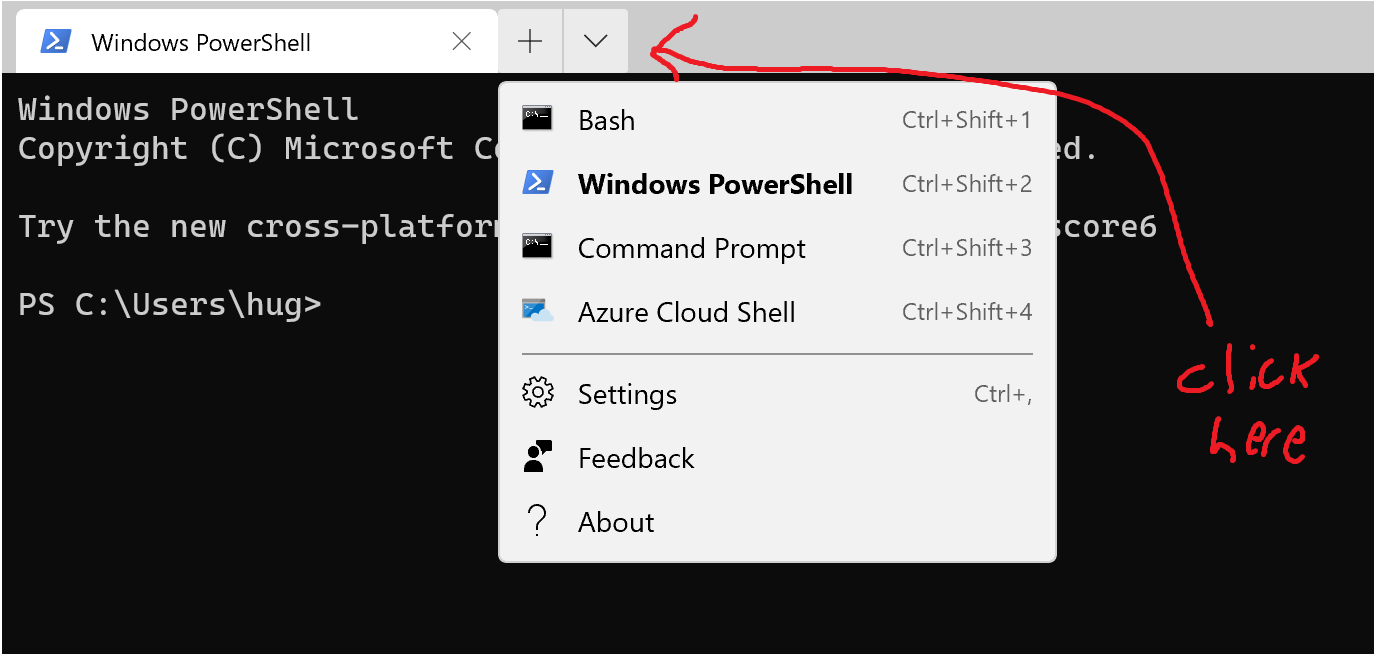 Windows PowerShell
Windows PowerShell
Copyright (C) Microsoft Co
ed.
Try the new cross-platform
score6
PS C:\Users\hug>
Bash Ctrl+Shift+1
Windows PowerShell Ctrl+Shift+2
Command Prompt Ctrl+Shift+3
Azure Cloud Shell Ctrl+Shift+4
Settings Ctrl+,
Feedback
About
click
here